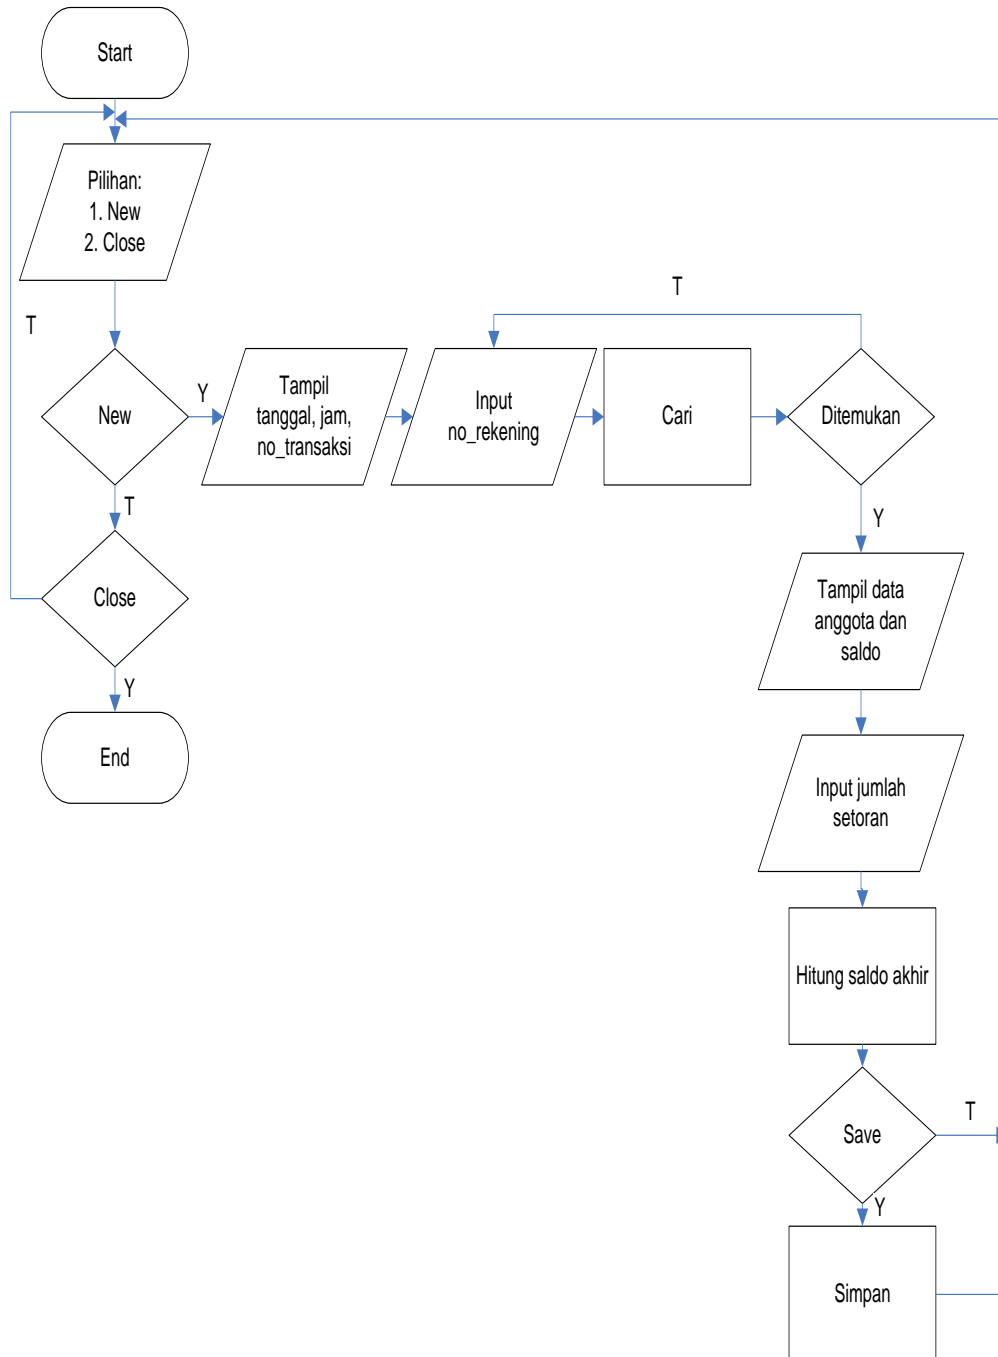 Start
Pilihan:
1. New
2. Close
T
T
New
Y
Tampil
tanggal, jam,
no_transaksi
Input
no_rekening
Cari
Ditemukan
T
Y
Close
Tampil data
anggota dan
saldo
Y
End
Input jumlah
setoran
Hitung saldo akhir
Save
T
Y
Simpan